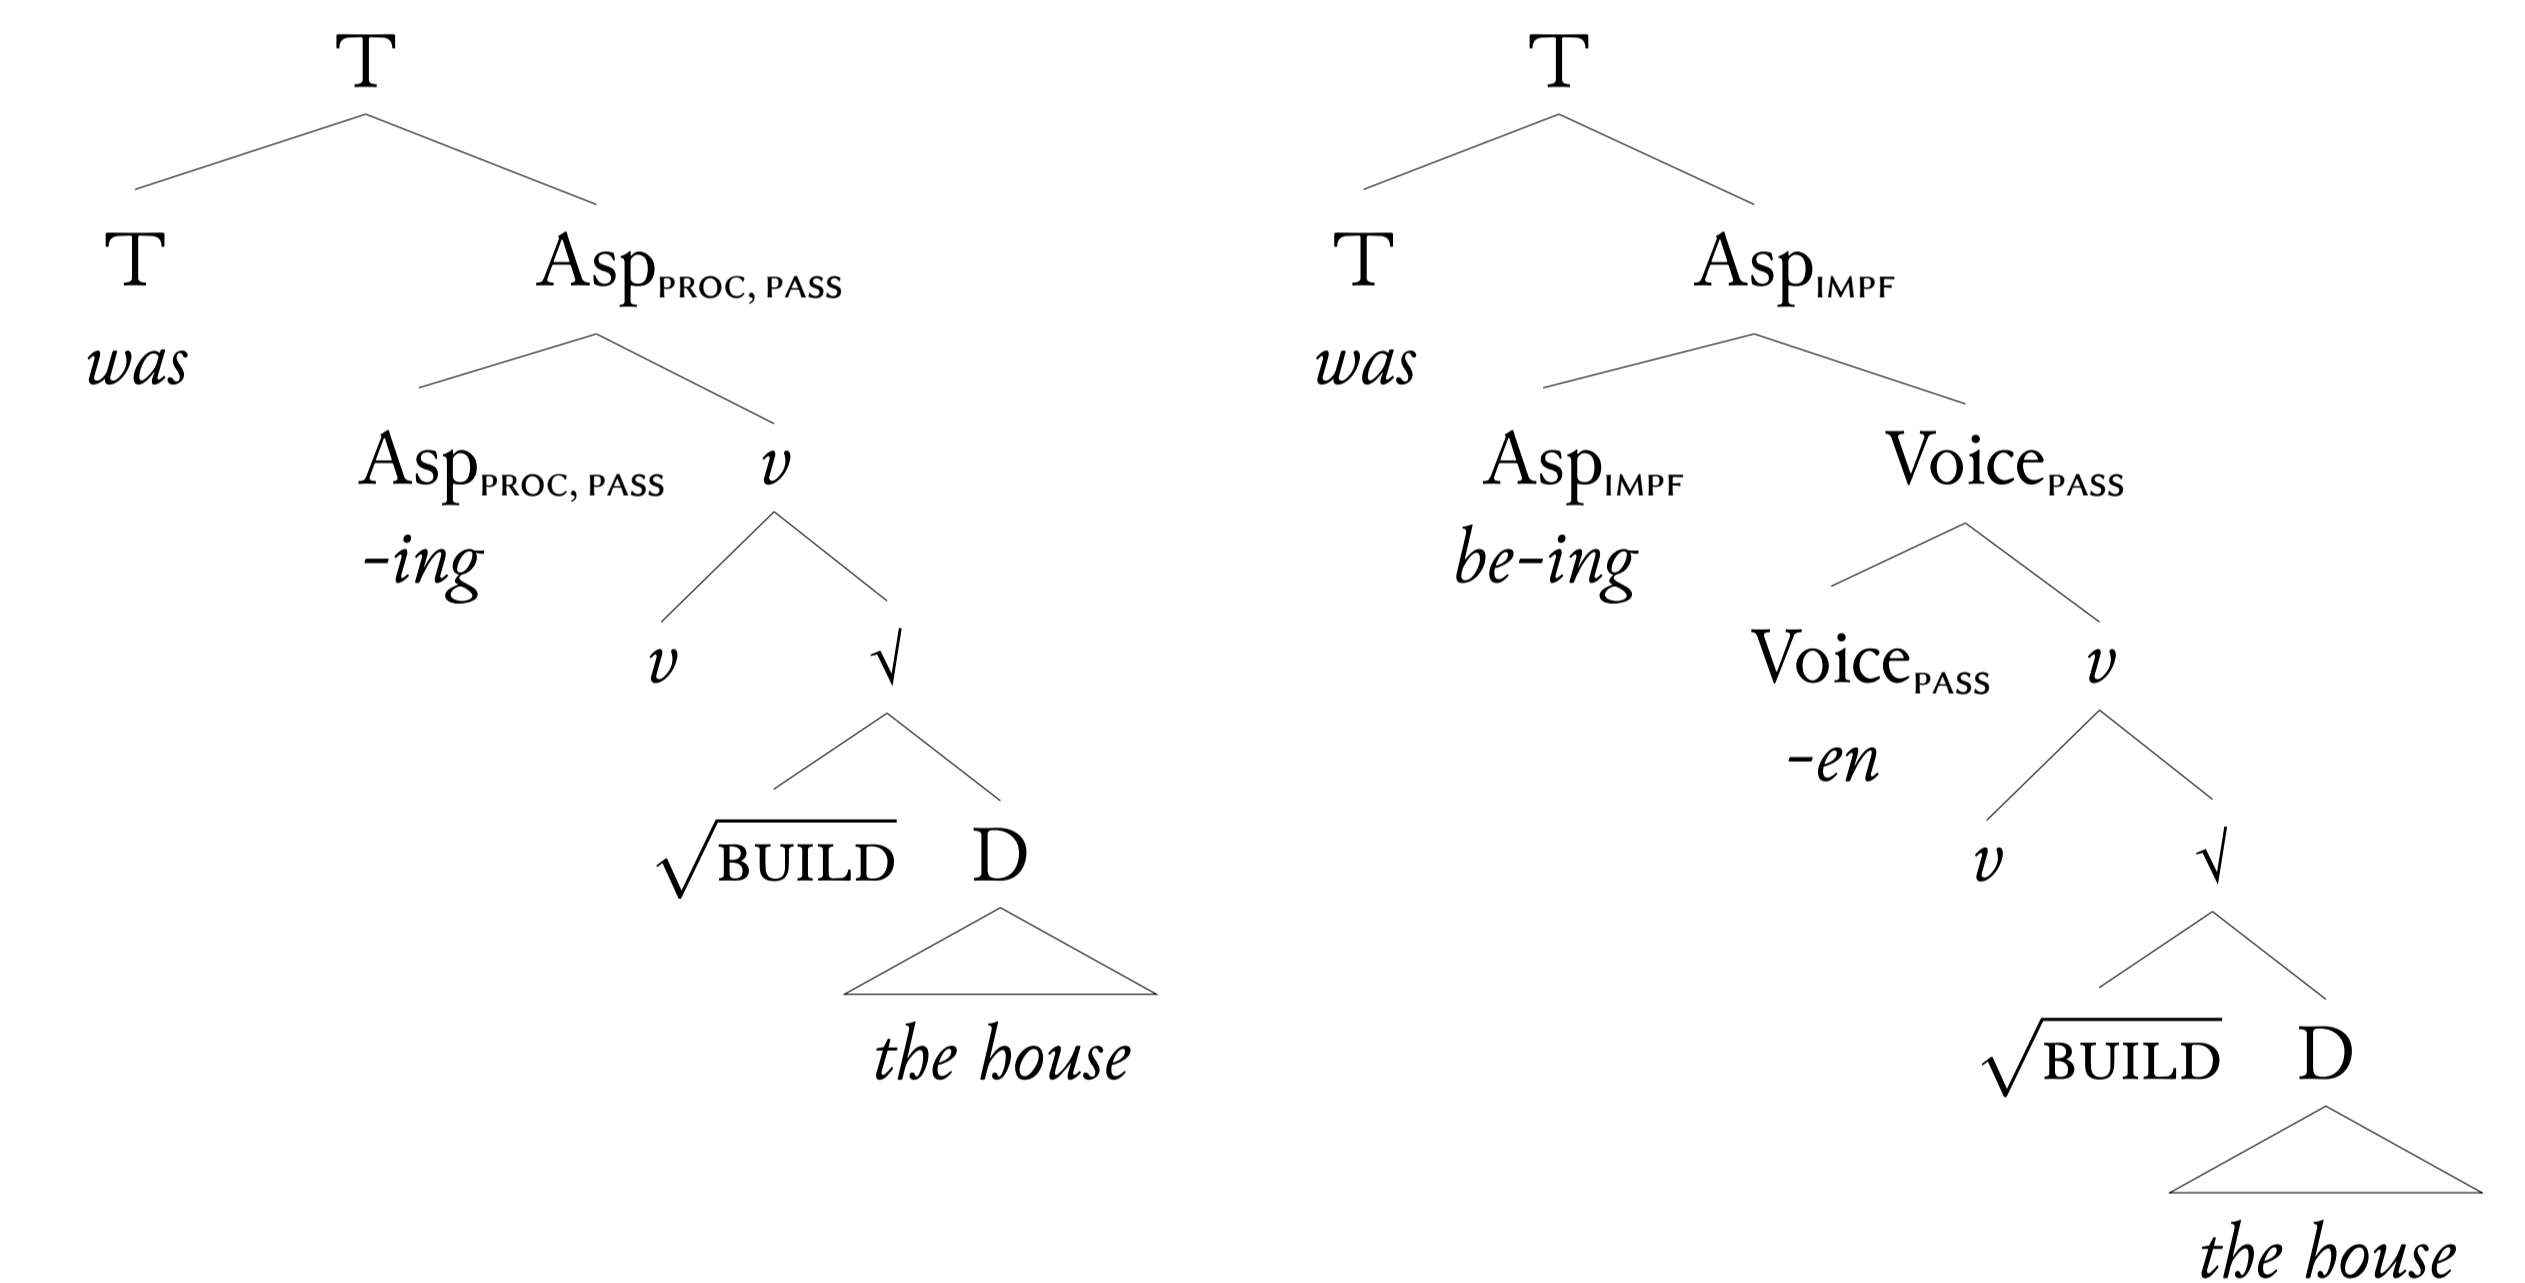 T T
T Asp_PROC, PASS T Asp_IMPF
was was
Asp_PROC, PASS v Asp_IMPF Voice_PASS
-ing be-ing
v √ Voice_PASS v
-en
√BUILD D v √
the house √BUILD D
the house